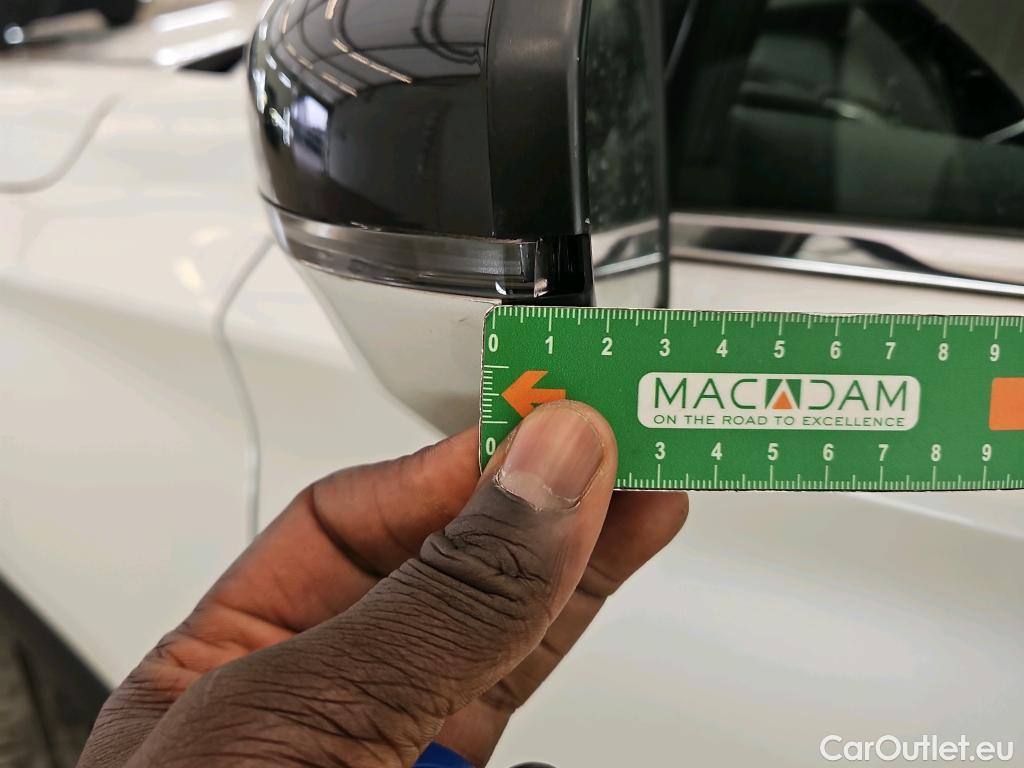 0 1 2 3 4 5 6 7 8 9
MACADAM
ON THE ROAD TO EXCELLENCE
0 3 4 5 6 7 8 9
CarOutlet.eu